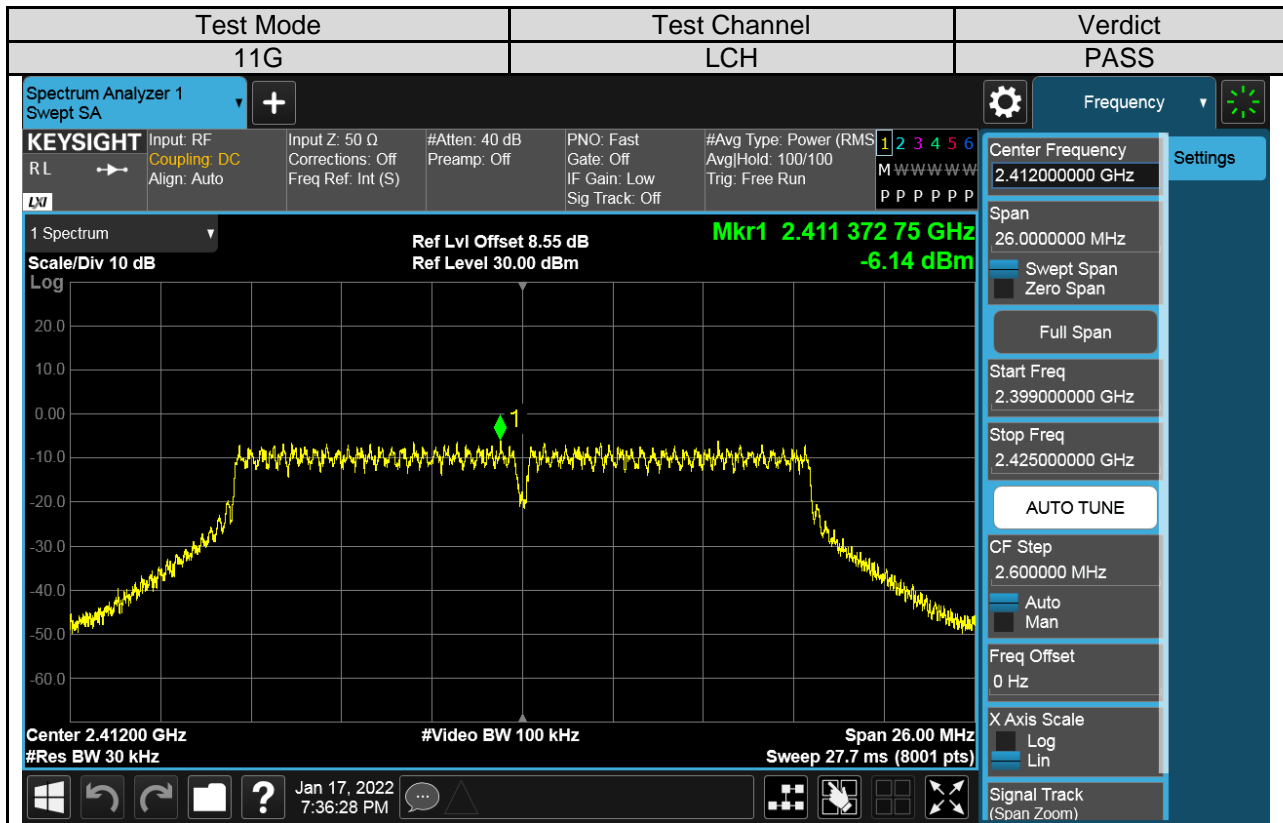 Test Mode Test Channel Verdict
11G LCH PASS
Spectrum Analyzer 1
Swept SA
+
Frequency
KEYSIGHT Input: RF Input Z: 50 Ω #Atten: 40 dB PNO: Fast #Avg Type: Power (RMS 1 2 3 4 5 6
RL Coupling: DC Corrections: Off Preamp: Off Gate: Off Avg|Hold: 100/100 M W W W W W
Align: Auto Freq Ref: Int (S) IF Gain: Low Trig: Free Run
LXI Sig Track: Off P P P P P P
1 Spectrum
Ref Lvl Offset 8.55 dB Mkr1 2.411 372 75 GHz
Scale/Div 10 dB Ref Level 30.00 dBm -6.14 dBm
Log
20.0
10.0
0.00
1
-10.0
-20.0
-30.0
-40.0
-50.0
-60.0
Center 2.41200 GHz #Video BW 100 kHz Span 26.00 MHz
#Res BW 30 kHz Sweep 27.7 ms (8001 pts)
Center Frequency
2.412000000 GHz
Settings
Span
26.0000000 MHz
Swept Span
Zero Span
Full Span
Start Freq
2.399000000 GHz
Stop Freq
2.425000000 GHz
AUTO TUNE
CF Step
2.600000 MHz
Auto
Man
Freq Offset
0 Hz
X Axis Scale
Log
Lin
Signal Track
(Span Zoom)
?
Jan 17, 2022
7:36:28 PM